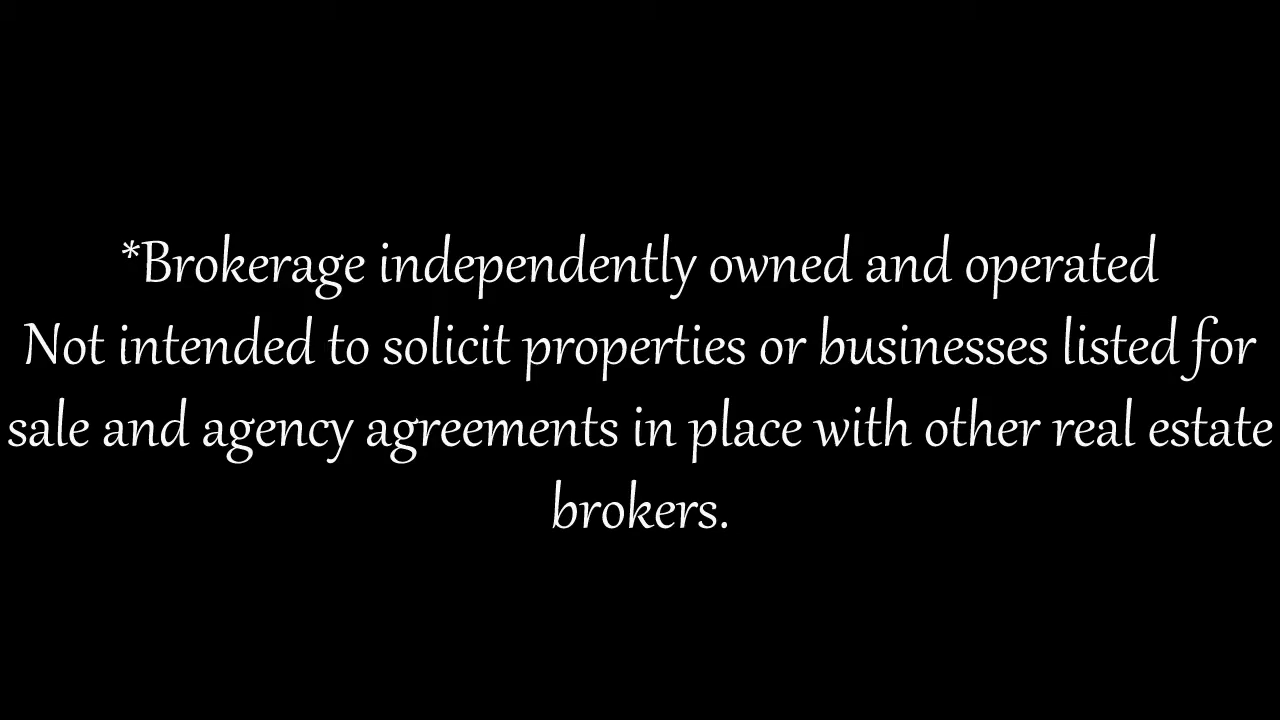 *Brokerage independently owned and operated
Not intended to solicit properties or businesses listed for
sale and agency agreements in place with other real estate
brokers.